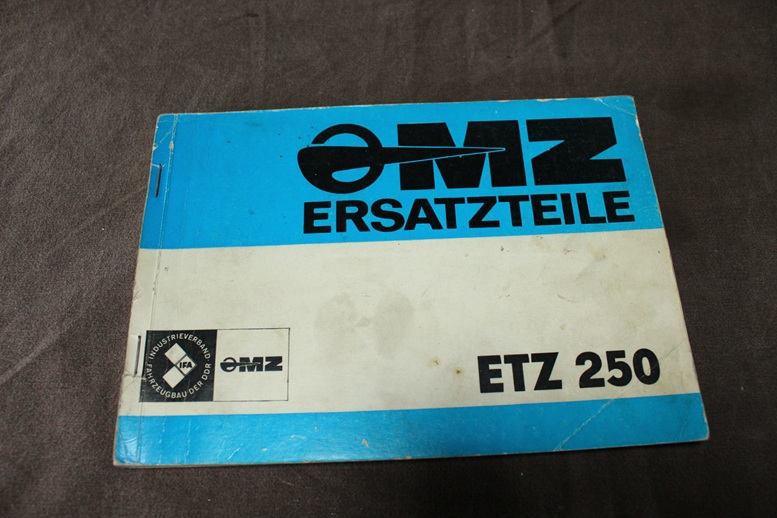 MZ
ERSATZTEILE
INDUSTRIEVERBAND
FAHRZEUGBAU DER DDR
IFA
MZ
ETZ 250